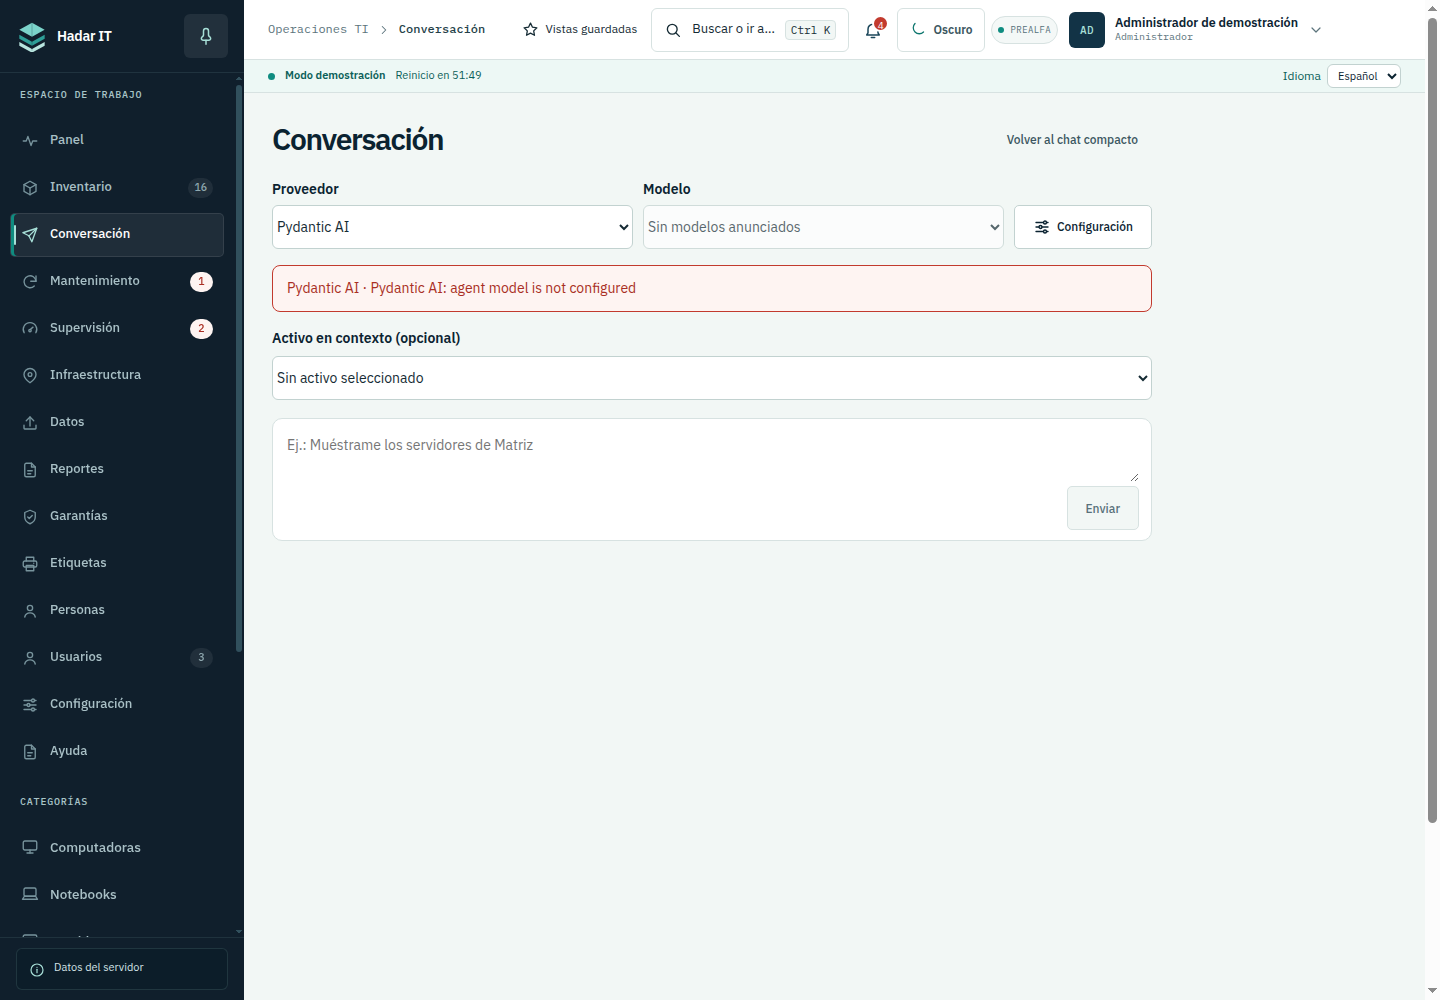 Hadar IT
ESPACIO DE TRABAJO
Panel
Inventario 16
Conversación
Mantenimiento 1
Supervisión 2
Infraestructura
Datos
Reportes
Garantías
Etiquetas
Personas
Usuarios 3
Configuración
Ayuda
CATEGORÍAS
Computadoras
Notebooks
Datos del servidor
Operaciones TI > Conversación
Vistas guardadas
Buscar o ir a... Ctrl K
4
Oscuro
PREALFA
AD
Administrador de demostración
Administrador
Modo demostración Reinicio en 51:49
Idioma Español
Conversación
Volver al chat compacto
Proveedor
Modelo
Pydantic AI
Sin modelos anunciados
Configuración
Pydantic AI · Pydantic AI: agent model is not configured
Activo en contexto (opcional)
Sin activo seleccionado
Ej.: Muéstrame los servidores de Matriz
Enviar